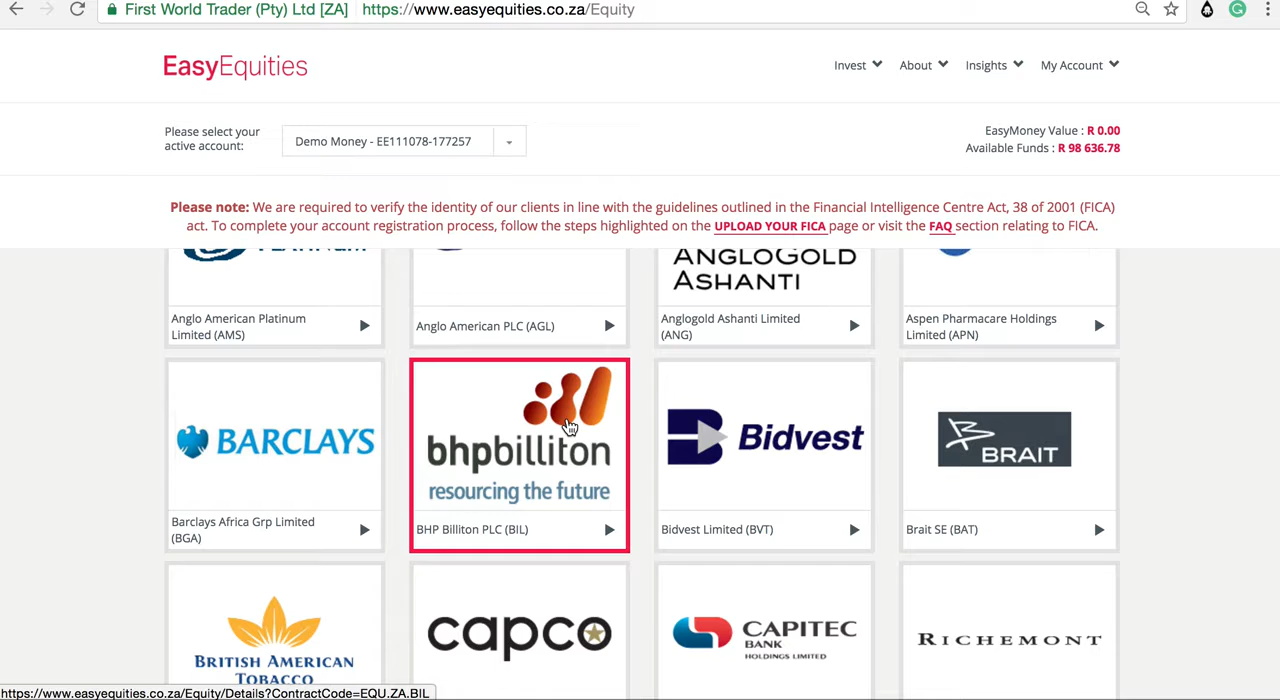 First World Trader (Pty) Ltd [ZA] https://www.easyequities.co.za/Equity
EasyEquities
Invest About Insights My Account
Please select your
active account:
Demo Money - EE111078-177257
EasyMoney Value : R 0.00
Available Funds : R 98 636.78
Please note: We are required to verify the identity of our clients in line with the guidelines outlined in the Financial Intelligence Centre Act, 38 of 2001 (FICA)
act. To complete your account registration process, follow the steps highlighted on the UPLOAD YOUR FICA page or visit the FAQ section relating to FICA.
PLATINUM
ANGLOGOLD
ASHANTI
Anglo American Platinum
Limited (AMS)
Anglo American PLC (AGL)
Anglogold Ashanti Limited
(ANG)
Aspen Pharmacare Holdings
Limited (APN)
BARCLAYS
bhpbilliton
resourcing the future
Bidvest
BRAIT
Barclays Africa Grp Limited
(BGA)
BHP Billiton PLC (BIL)
Bidvest Limited (BVT)
Brait SE (BAT)
BRITISH AMERICAN
TOBACCO
capco
CAPITEC
BANK
HOLDINGS LIMITED
RICHEMONT
https://www.easyequities.co.za/Equity/Details?ContractCode=EQU.ZA.BIL